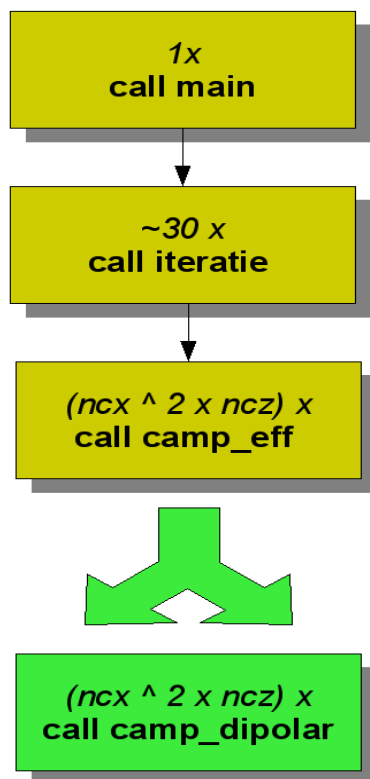 1x
call main
~30 x
call iteratie
(ncx ^ 2 x ncz) x
call camp_eff
(ncx ^ 2 x ncz) x
call camp_dipolar